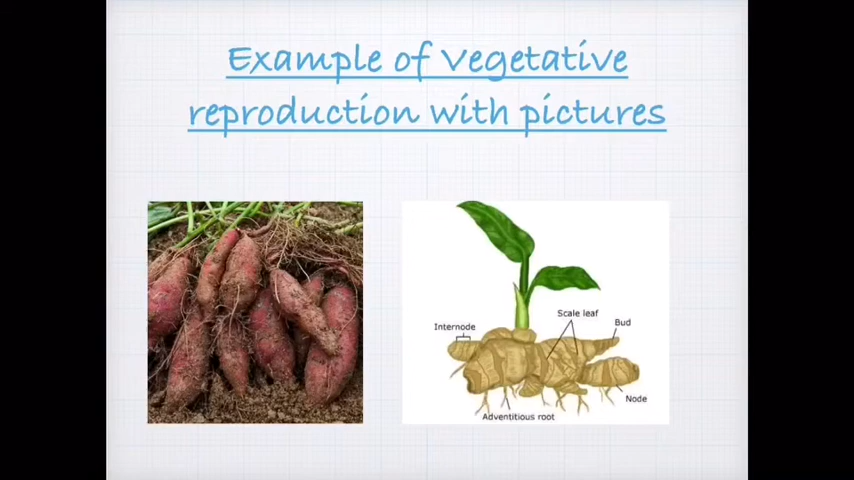 Example of Vegetative
reproduction with pictures
Scale leaf
Bud
Internode
Node
Adventitious root